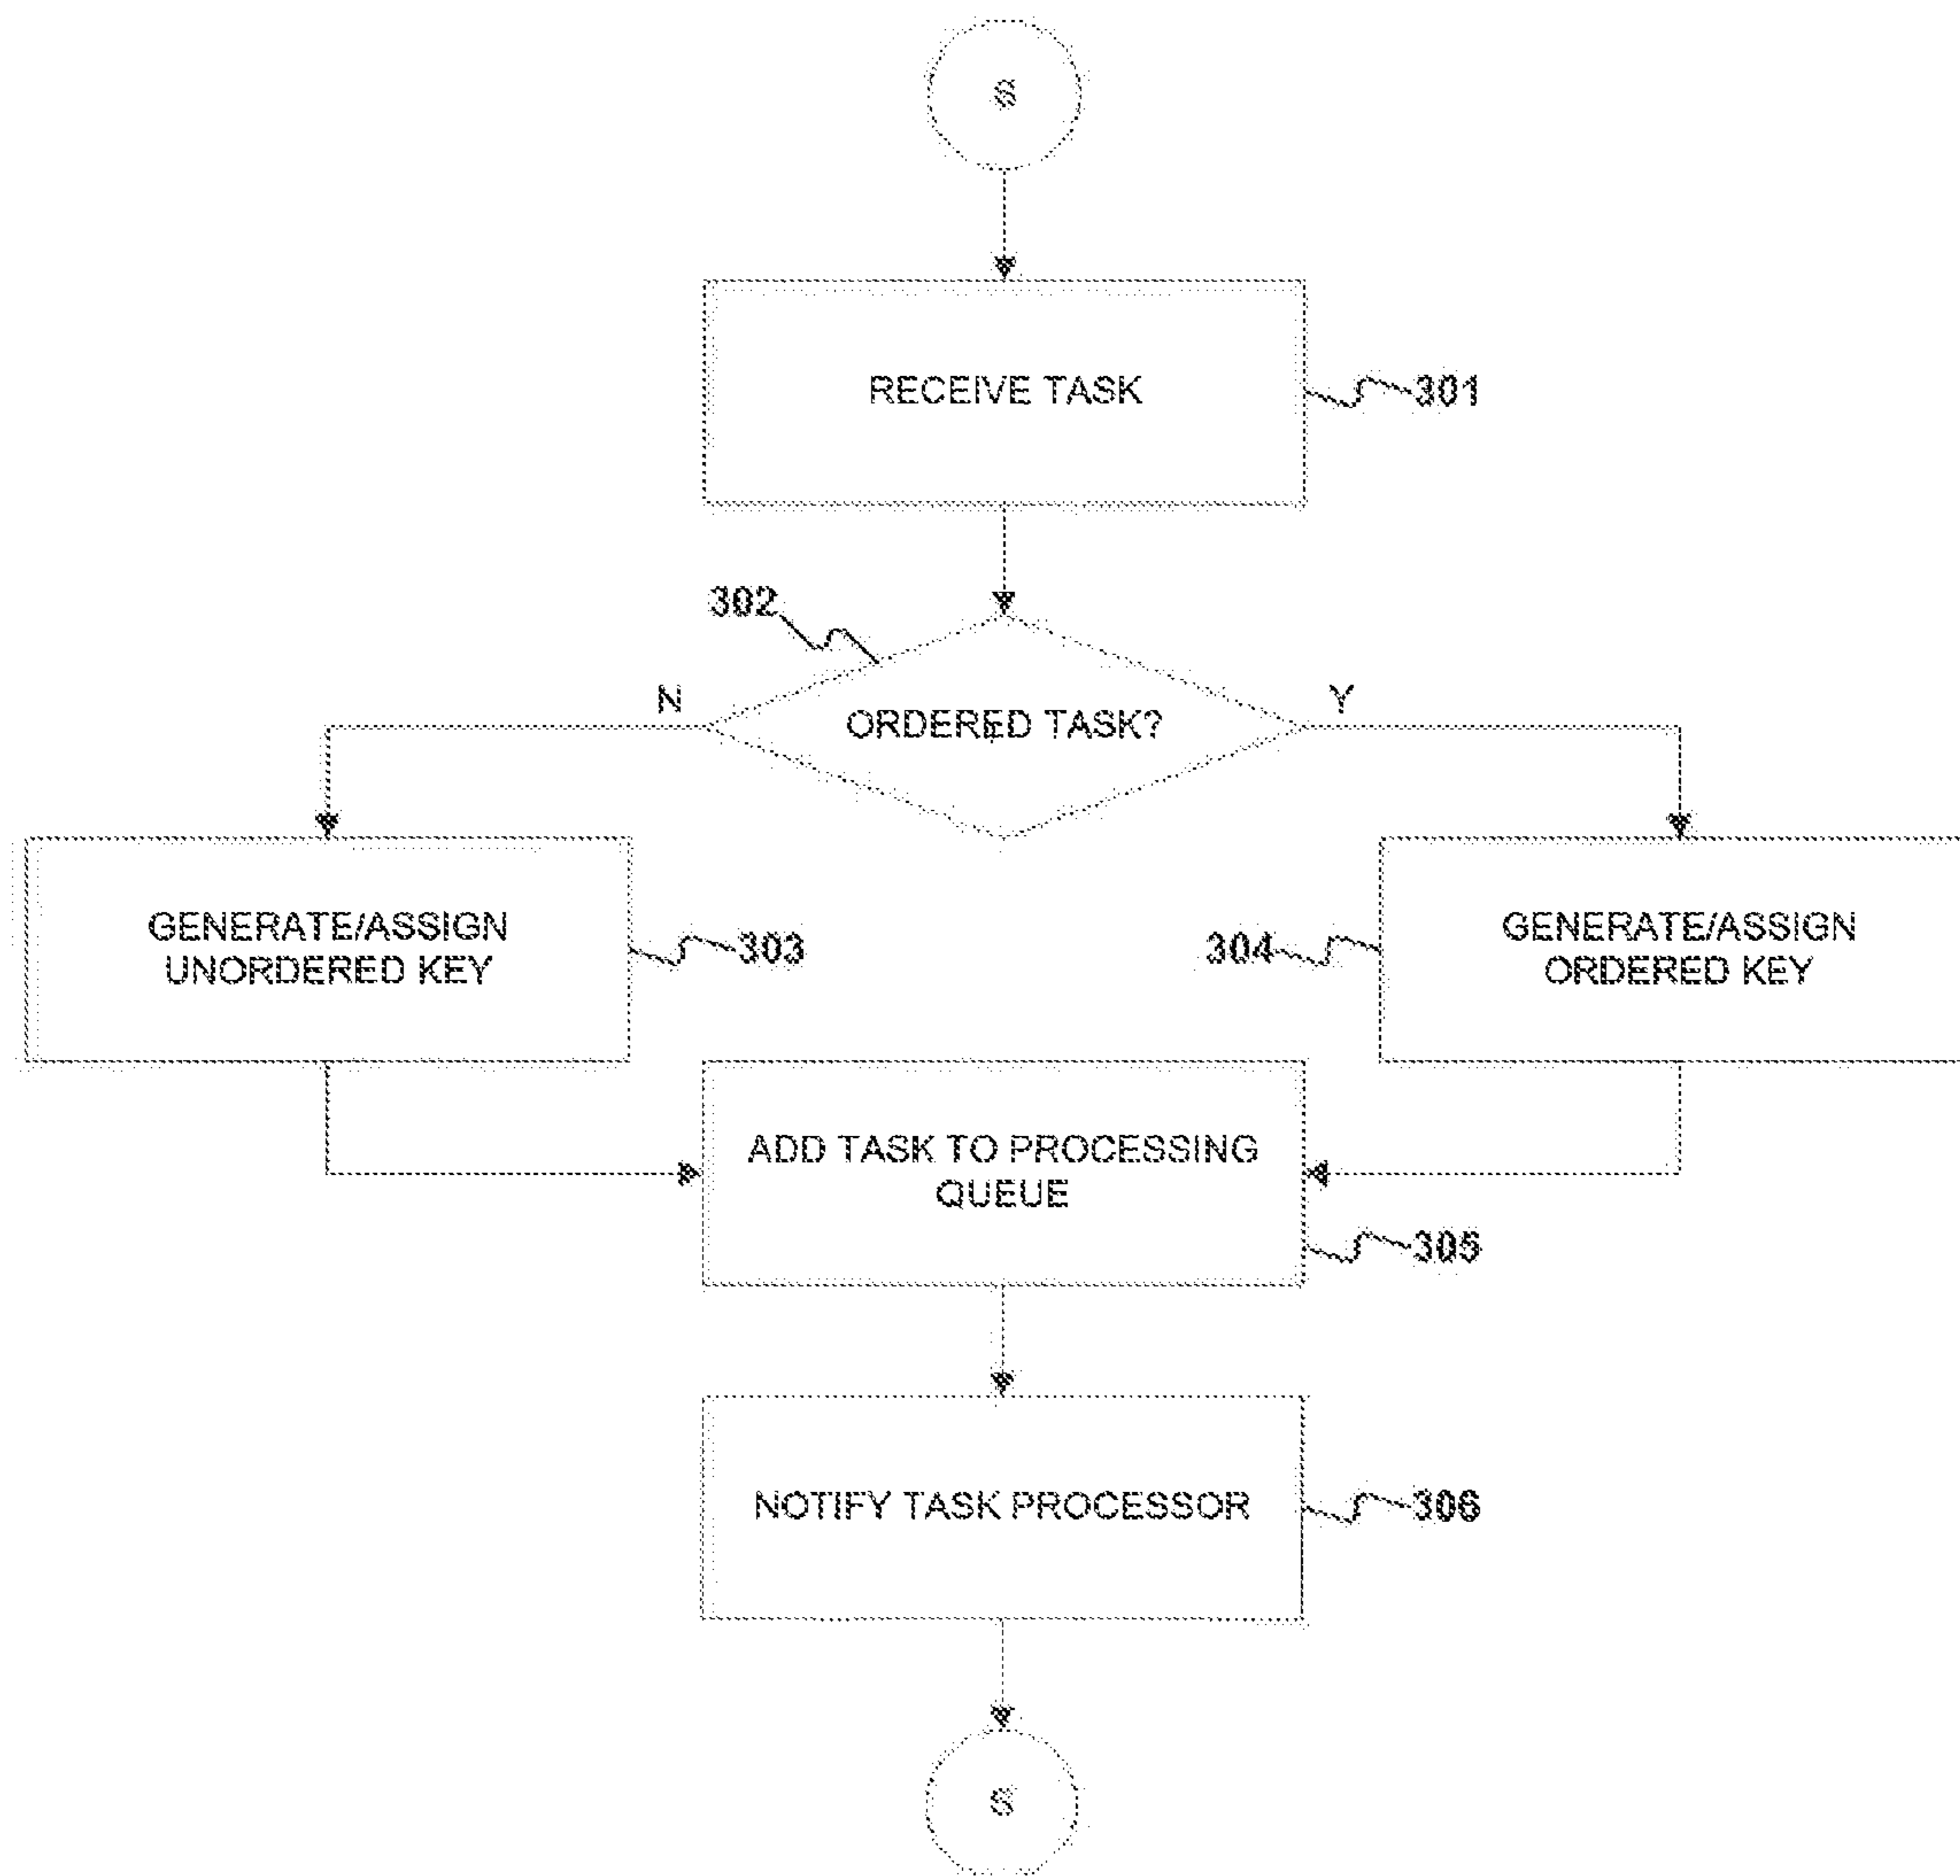 S
RECEIVE TASK
301
302
N
ORDERED TASK?
Y
GENERATE/ASSIGN
UNORDERED KEY
303
304
GENERATE/ASSIGN
ORDERED KEY
ADD TASK TO PROCESSING
QUEUE
305
NOTIFY TASK PROCESSOR
306
S